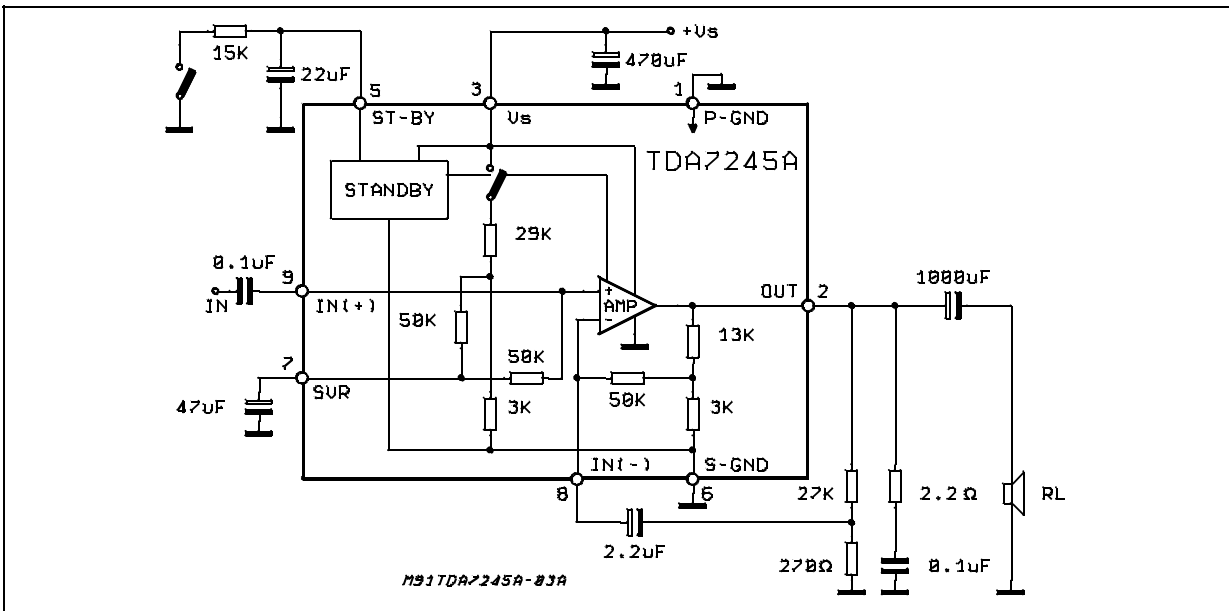 +Vs
15K
22uF
470uF
5
3
1
ST-BY
Vs
P-GND
TDA7245A
STANDBY
29K
0.1uF
9
IN
IN(+)
50K
+
AMP
-
OUT
2
1000uF
13K
7
50K
SVR
50K
3K
3K
47uF
IN(-)
S-GND
8
6
27K
2.2Ω
RL
2.2uF
270Ω
0.1uF
M91TDA7245A-03A